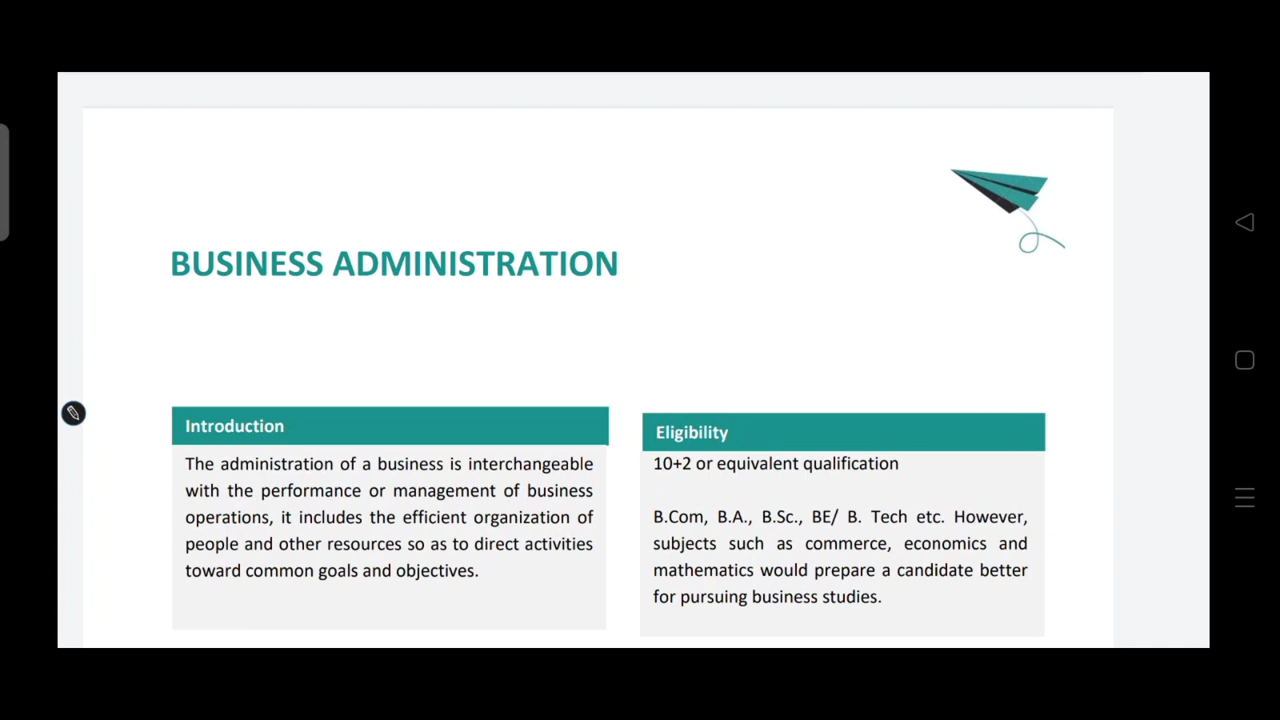 BUSINESS ADMINISTRATION
Introduction
The administration of a business is interchangeable
with the performance or management of business
operations, it includes the efficient organization of
people and other resources so as to direct activities
toward common goals and objectives.
Eligibility
10+2 or equivalent qualification
B.Com, B.A., B.Sc., BE/ B. Tech etc. However,
subjects such as commerce, economics and
mathematics would prepare a candidate better
for pursuing business studies.